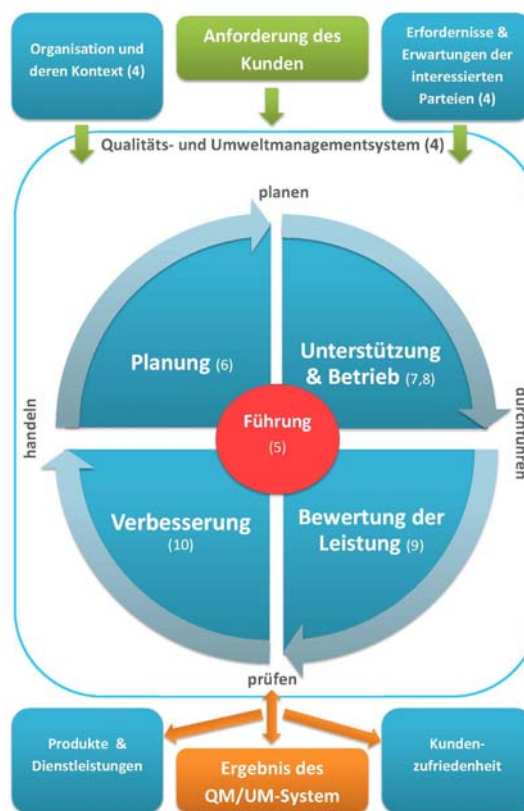 Organisation und
deren Kontext (4)
Anforderung des
Kunden
Erfordernisse &
Erwartungen der
interessierten
Parteien (4)
Qualitäts- und Umweltmanagementsystem (4)
planen
Planung (6)
Unterstützung
& Betrieb (7,8)
handeln
durchführen
Führung
(5)
Verbesserung
(10)
Bewertung der
Leistung (9)
prüfen
Produkte &
Dienstleistungen
Ergebnis des
QM/UM-System
Kunden-
zufriedenheit